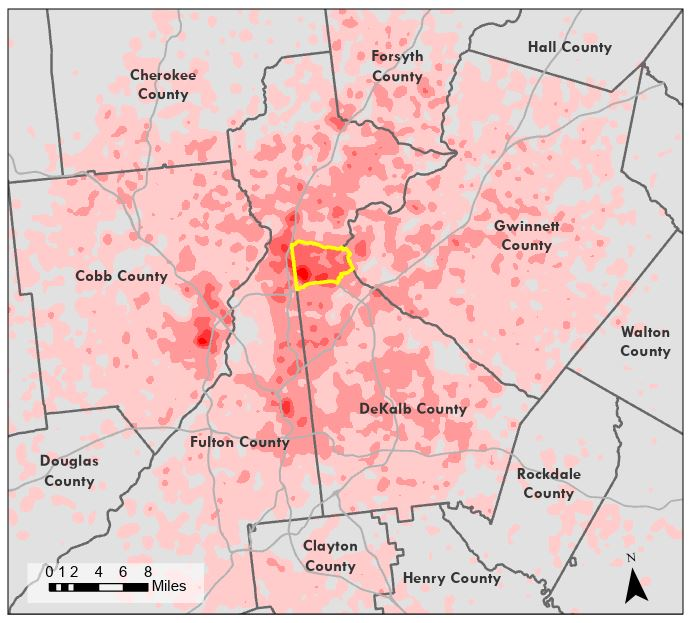 Hall County
Forsyth
County
Cherokee
County
Gwinnett
County
Cobb County
Walton
County
DeKalb County
Fulton County
Douglas
County
Rockdale
County
Clayton
County
Henry County
N
0 1 2 4 6 8
Miles